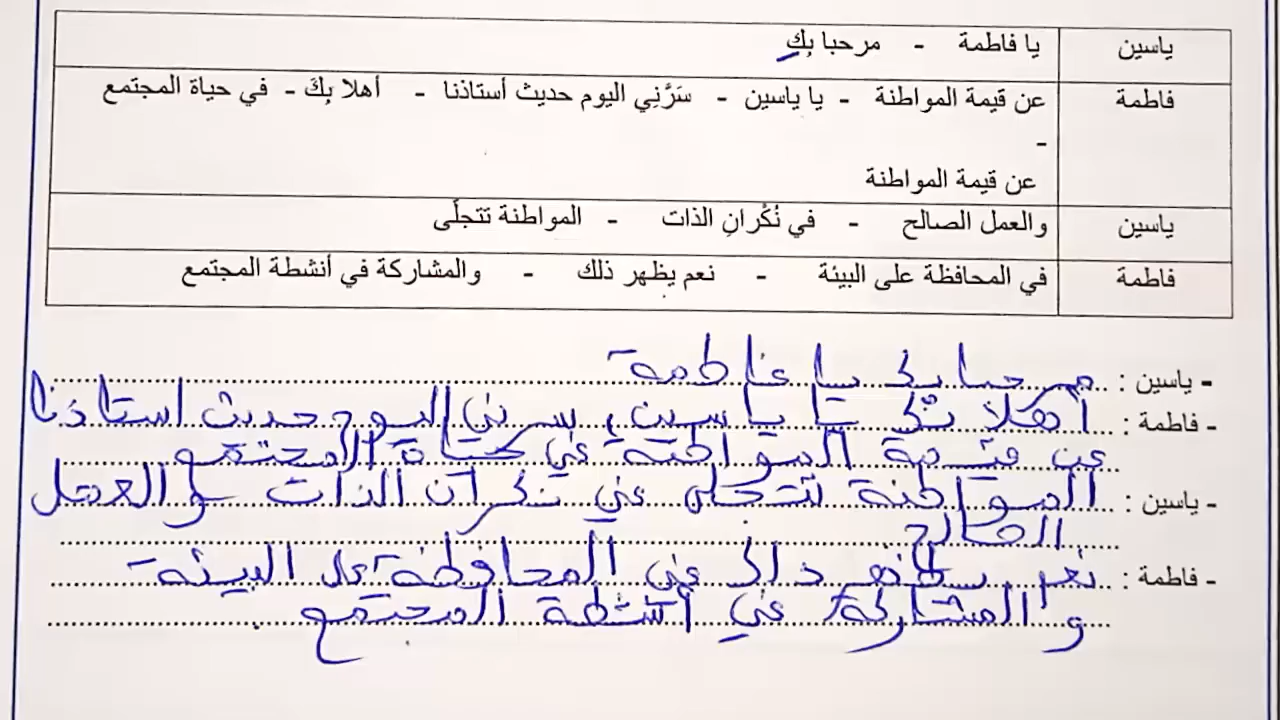 ياسين	يا فاطمة - مرحبا بِكِ
فاطمة	عن قيمة المواطنة - يا ياسين - سَرَّنِي اليوم حديث أستاذنا - أهلا بِكَ - في حياة المجتمع
-
عن قيمة المواطنة
ياسين	والعمل الصالح - في نُكْرانِ الذات - المواطنة تتجلّى
فاطمة	في المحافظة على البيئة - نعم يظهر ذلك - والمشاركة في أنشطة المجتمع
- ياسين : مرحبا بك يا فاطمة
- فاطمة : أهلا بك يا ياسين، سرني اليوم حديث استاذنا
عن قيمة المواطنة في حياة المجتمع
- ياسين : المواطنة تتجلى في نكران الذات والعمل
الصالح
- فاطمة : نعم يظهر ذالك في المحافظة على البيئة
والمشاركة في أنشطة المجتمع